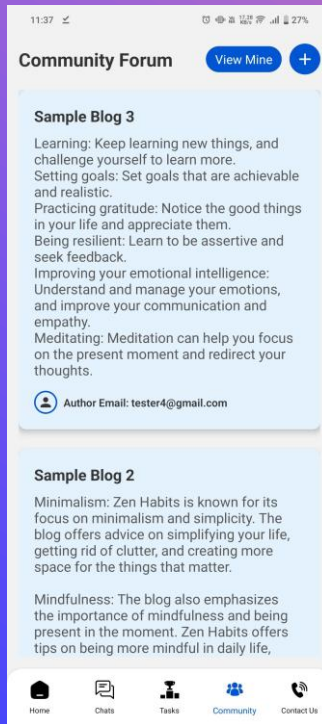 11:37
27%
Community Forum
View Mine
+
Sample Blog 3
Learning: Keep learning new things, and
challenge yourself to learn more.
Setting goals: Set goals that are achievable
and realistic.
Practicing gratitude: Notice the good things
in your life and appreciate them.
Being resilient: Learn to be assertive and
seek feedback.
Improving your emotional intelligence:
Understand and manage your emotions,
and improve your communication and
empathy.
Meditating: Meditation can help you focus
on the present moment and redirect your
thoughts.
Author Email: tester4@gmail.com
Sample Blog 2
Minimalism: Zen Habits is known for its
focus on minimalism and simplicity. The
blog offers advice on simplifying your life,
getting rid of clutter, and creating more
space for the things that matter.
Mindfulness: The blog also emphasizes
the importance of mindfulness and being
present in the moment. Zen Habits offers
tips on being more mindful in daily life,
Home
Chats
Tasks
Community
Contact Us